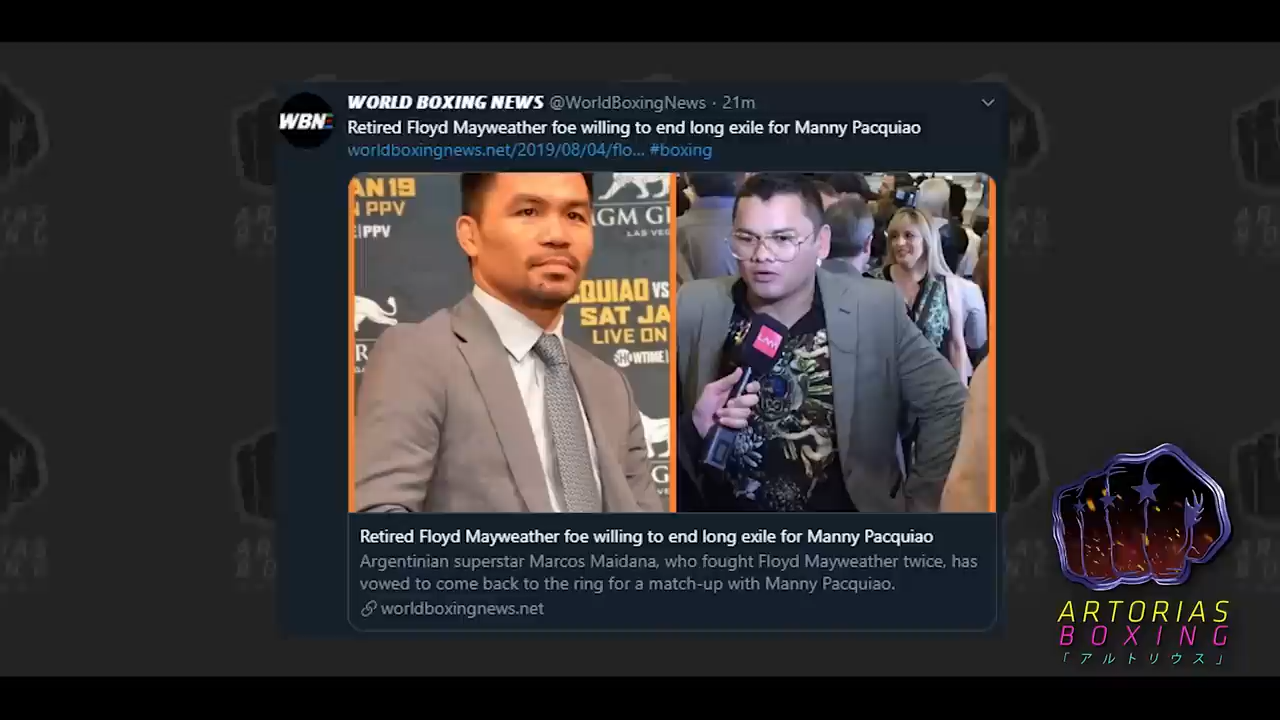 WORLD BOXING NEWS @WorldBoxingNews · 21m
WBN
Retired Floyd Mayweather foe willing to end long exile for Manny Pacquiao
worldboxingnews.net/2019/08/04/flo... #boxing
AN 19
PPV
PPV
MGM
LAS VE
QUIAO VS
SAT JA
LIVE ON
SHOWTIME
LAM
Retired Floyd Mayweather foe willing to end long exile for Manny Pacquiao
Argentinian superstar Marcos Maidana, who fought Floyd Mayweather twice, has
vowed to come back to the ring for a match-up with Manny Pacquiao.
worldboxingnews.net
ARTORIAS
BOXING
「アルトリウス」